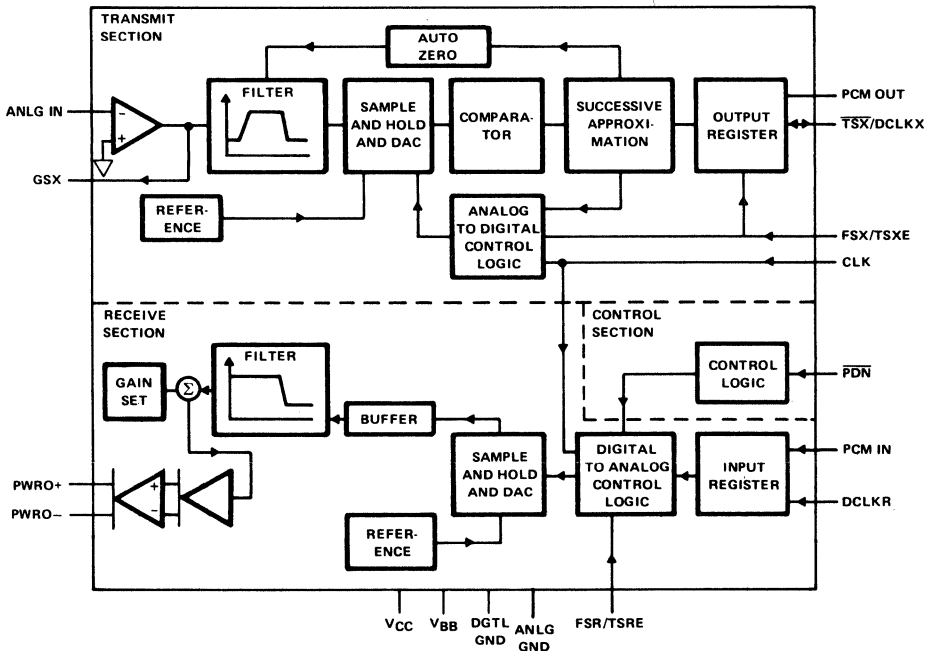 TRANSMIT
SECTION
AUTO
ZERO
FILTER
SAMPLE
AND HOLD
AND DAC
COMPARA-
TOR
SUCCESSIVE
APPROXI-
MATION
OUTPUT
REGISTER
PCM OUT
TSX/DCLKX
ANLG IN
-
+
GSX
REFER-
ENCE
ANALOG
TO DIGITAL
CONTROL
LOGIC
FSX/TSXE
CLK
RECEIVE
SECTION
CONTROL
SECTION
FILTER
GAIN
SET
Σ
BUFFER
CONTROL
LOGIC
PDN
SAMPLE
AND HOLD
AND DAC
DIGITAL
TO ANALOG
CONTROL
LOGIC
INPUT
REGISTER
PCM IN
DCLKR
PWRO+
PWRO−
+
−
REFER-
ENCE
VCC
VBB
DGTL
GND
ANLG
GND
FSR/TSRE